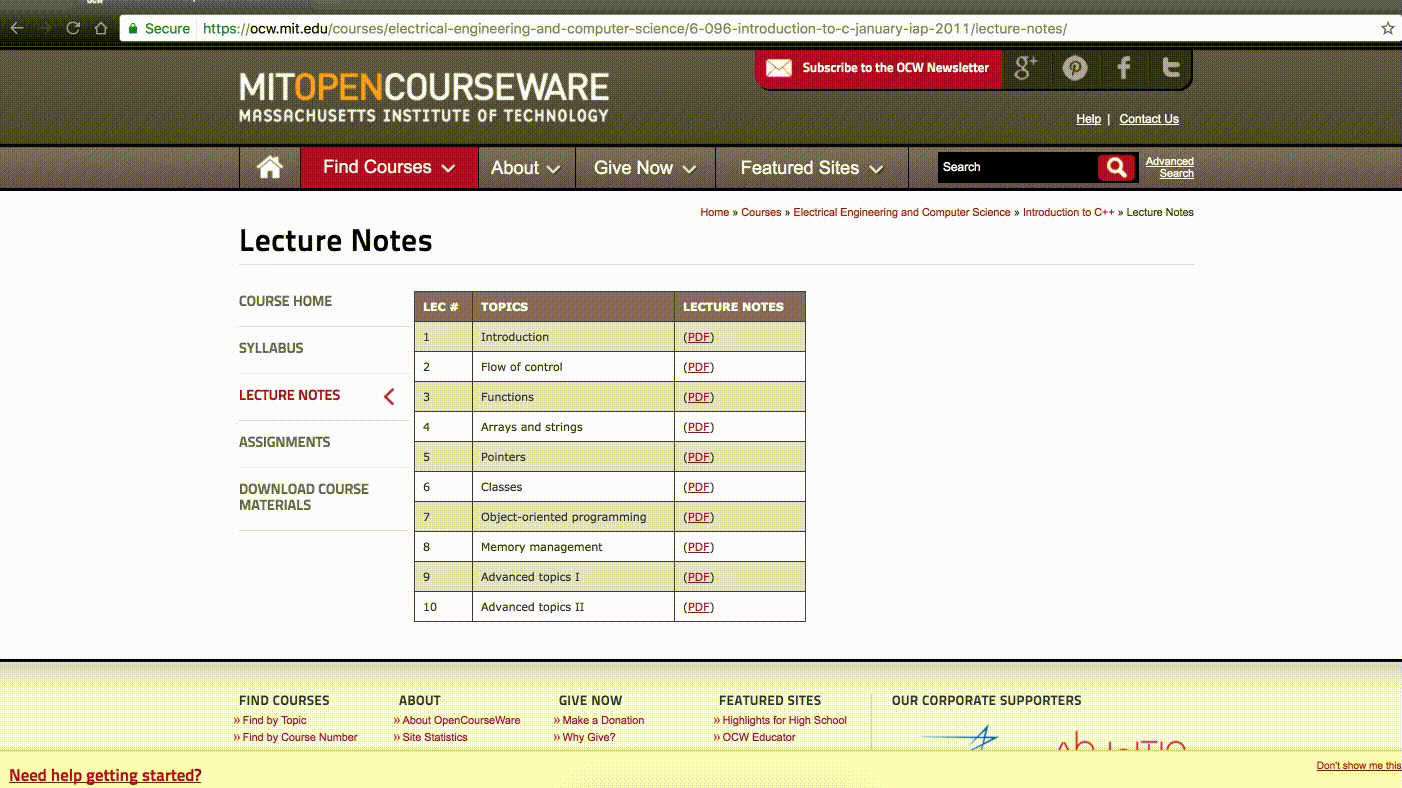 Secure https://ocw.mit.edu/courses/electrical-engineering-and-computer-science/6-096-introduction-to-c-january-iap-2011/lecture-notes/
Subscribe to the OCW Newsletter
MITOPENCOURSEWARE
MASSACHUSETTS INSTITUTE OF TECHNOLOGY
Help | Contact Us
Find Courses About Give Now Featured Sites Search Advanced Search
Home » Courses » Electrical Engineering and Computer Science » Introduction to C++ » Lecture Notes
Lecture Notes
COURSE HOME
SYLLABUS
LECTURE NOTES
ASSIGNMENTS
DOWNLOAD COURSE
MATERIALS
LEC # TOPICS LECTURE NOTES
1 Introduction (PDF)
2 Flow of control (PDF)
3 Functions (PDF)
4 Arrays and strings (PDF)
5 Pointers (PDF)
6 Classes (PDF)
7 Object-oriented programming (PDF)
8 Memory management (PDF)
9 Advanced topics I (PDF)
10 Advanced topics II (PDF)
FIND COURSES ABOUT GIVE NOW FEATURED SITES OUR CORPORATE SUPPORTERS
» Find by Topic » About OpenCourseWare » Make a Donation » Highlights for High School
» Find by Course Number » Site Statistics » Why Give? » OCW Educator
Don't show me this
Need help getting started?